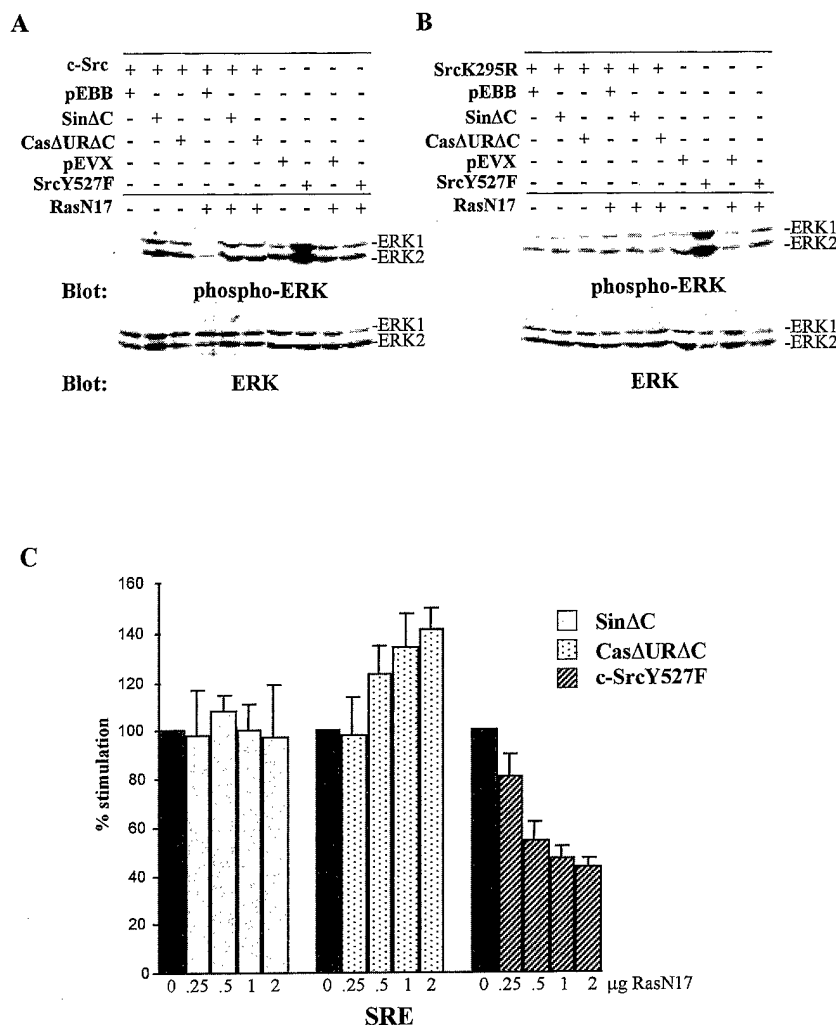 A
c-Src + + + + + + - - - -
pEBB + - - + - - - - - -
SinΔC - + - - + - - - - -
CasΔURΔC - - + - - + - - - -
pEVX - - - - - - + - + -
SrcY527F - - - - - - - + - +
RasN17 - - - + + + - - + +
-ERK1
-ERK2
Blot: phospho-ERK
-ERK1
-ERK2
Blot: ERK
B
SrcK295R + + + + + + - - - -
pEBB + - - + - - - - - -
SinΔC - + - - + - - - - -
CasΔURΔC - - + - - + - - - -
pEVX - - - - - - + - + -
SrcY527F - - - - - - - + - +
RasN17 - - - + + + - - + +
-ERK1
-ERK2
phospho-ERK
-ERK1
-ERK2
ERK
C
% stimulation
160
140
120
100
80
60
40
20
0
SinΔC
CasΔURΔC
c-SrcY527F
0 .25 .5 1 2 0 .25 .5 1 2 0 .25 .5 1 2 µg RasN17
SRE